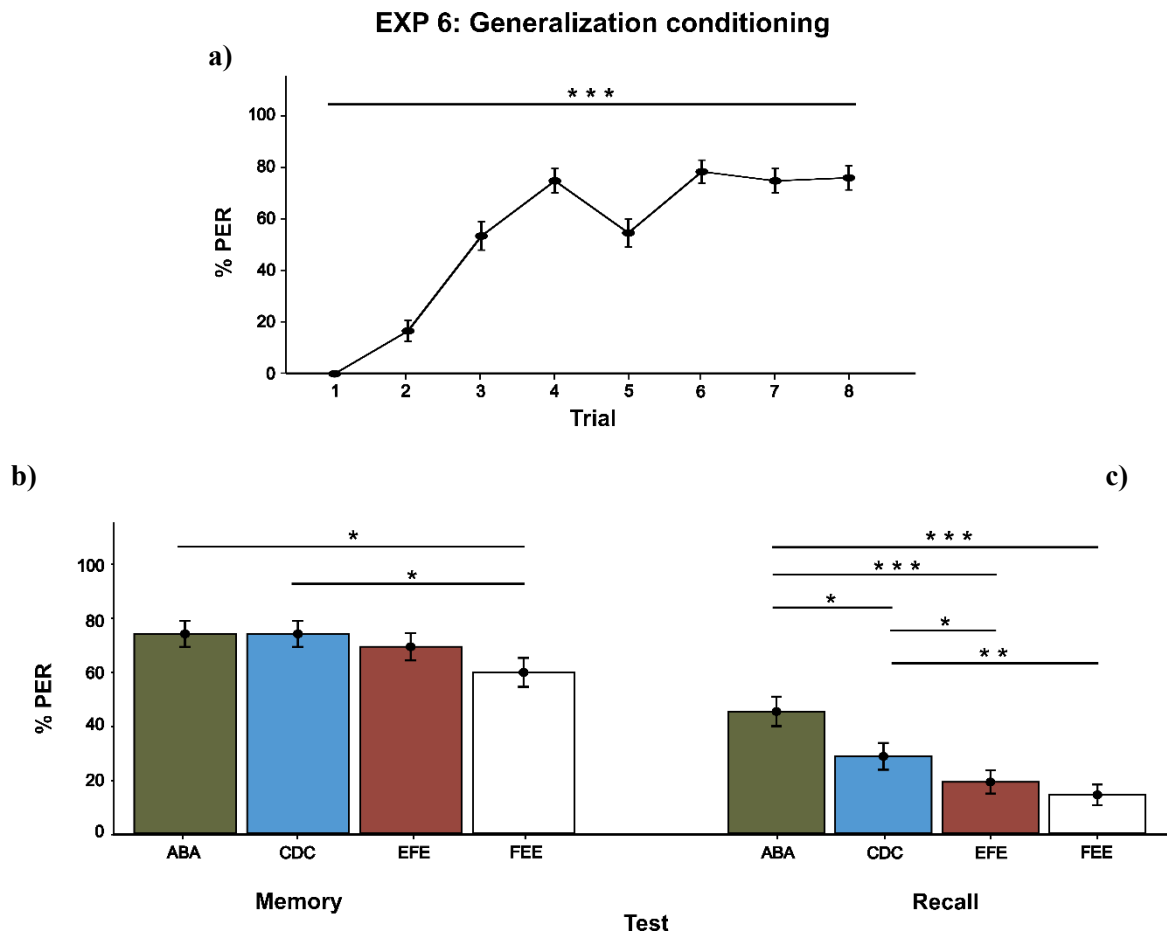 EXP 6: Generalization conditioning
a)
* * *
100
80
60
40
20
0
% PER
1 2 3 4 5 6 7 8
Trial
b)
c)
100
80
60
40
20
0
% PER
*
*
* * *
* * *
*
*
* *
ABA CDC EFE FEE ABA CDC EFE FEE
Memory Recall
Test